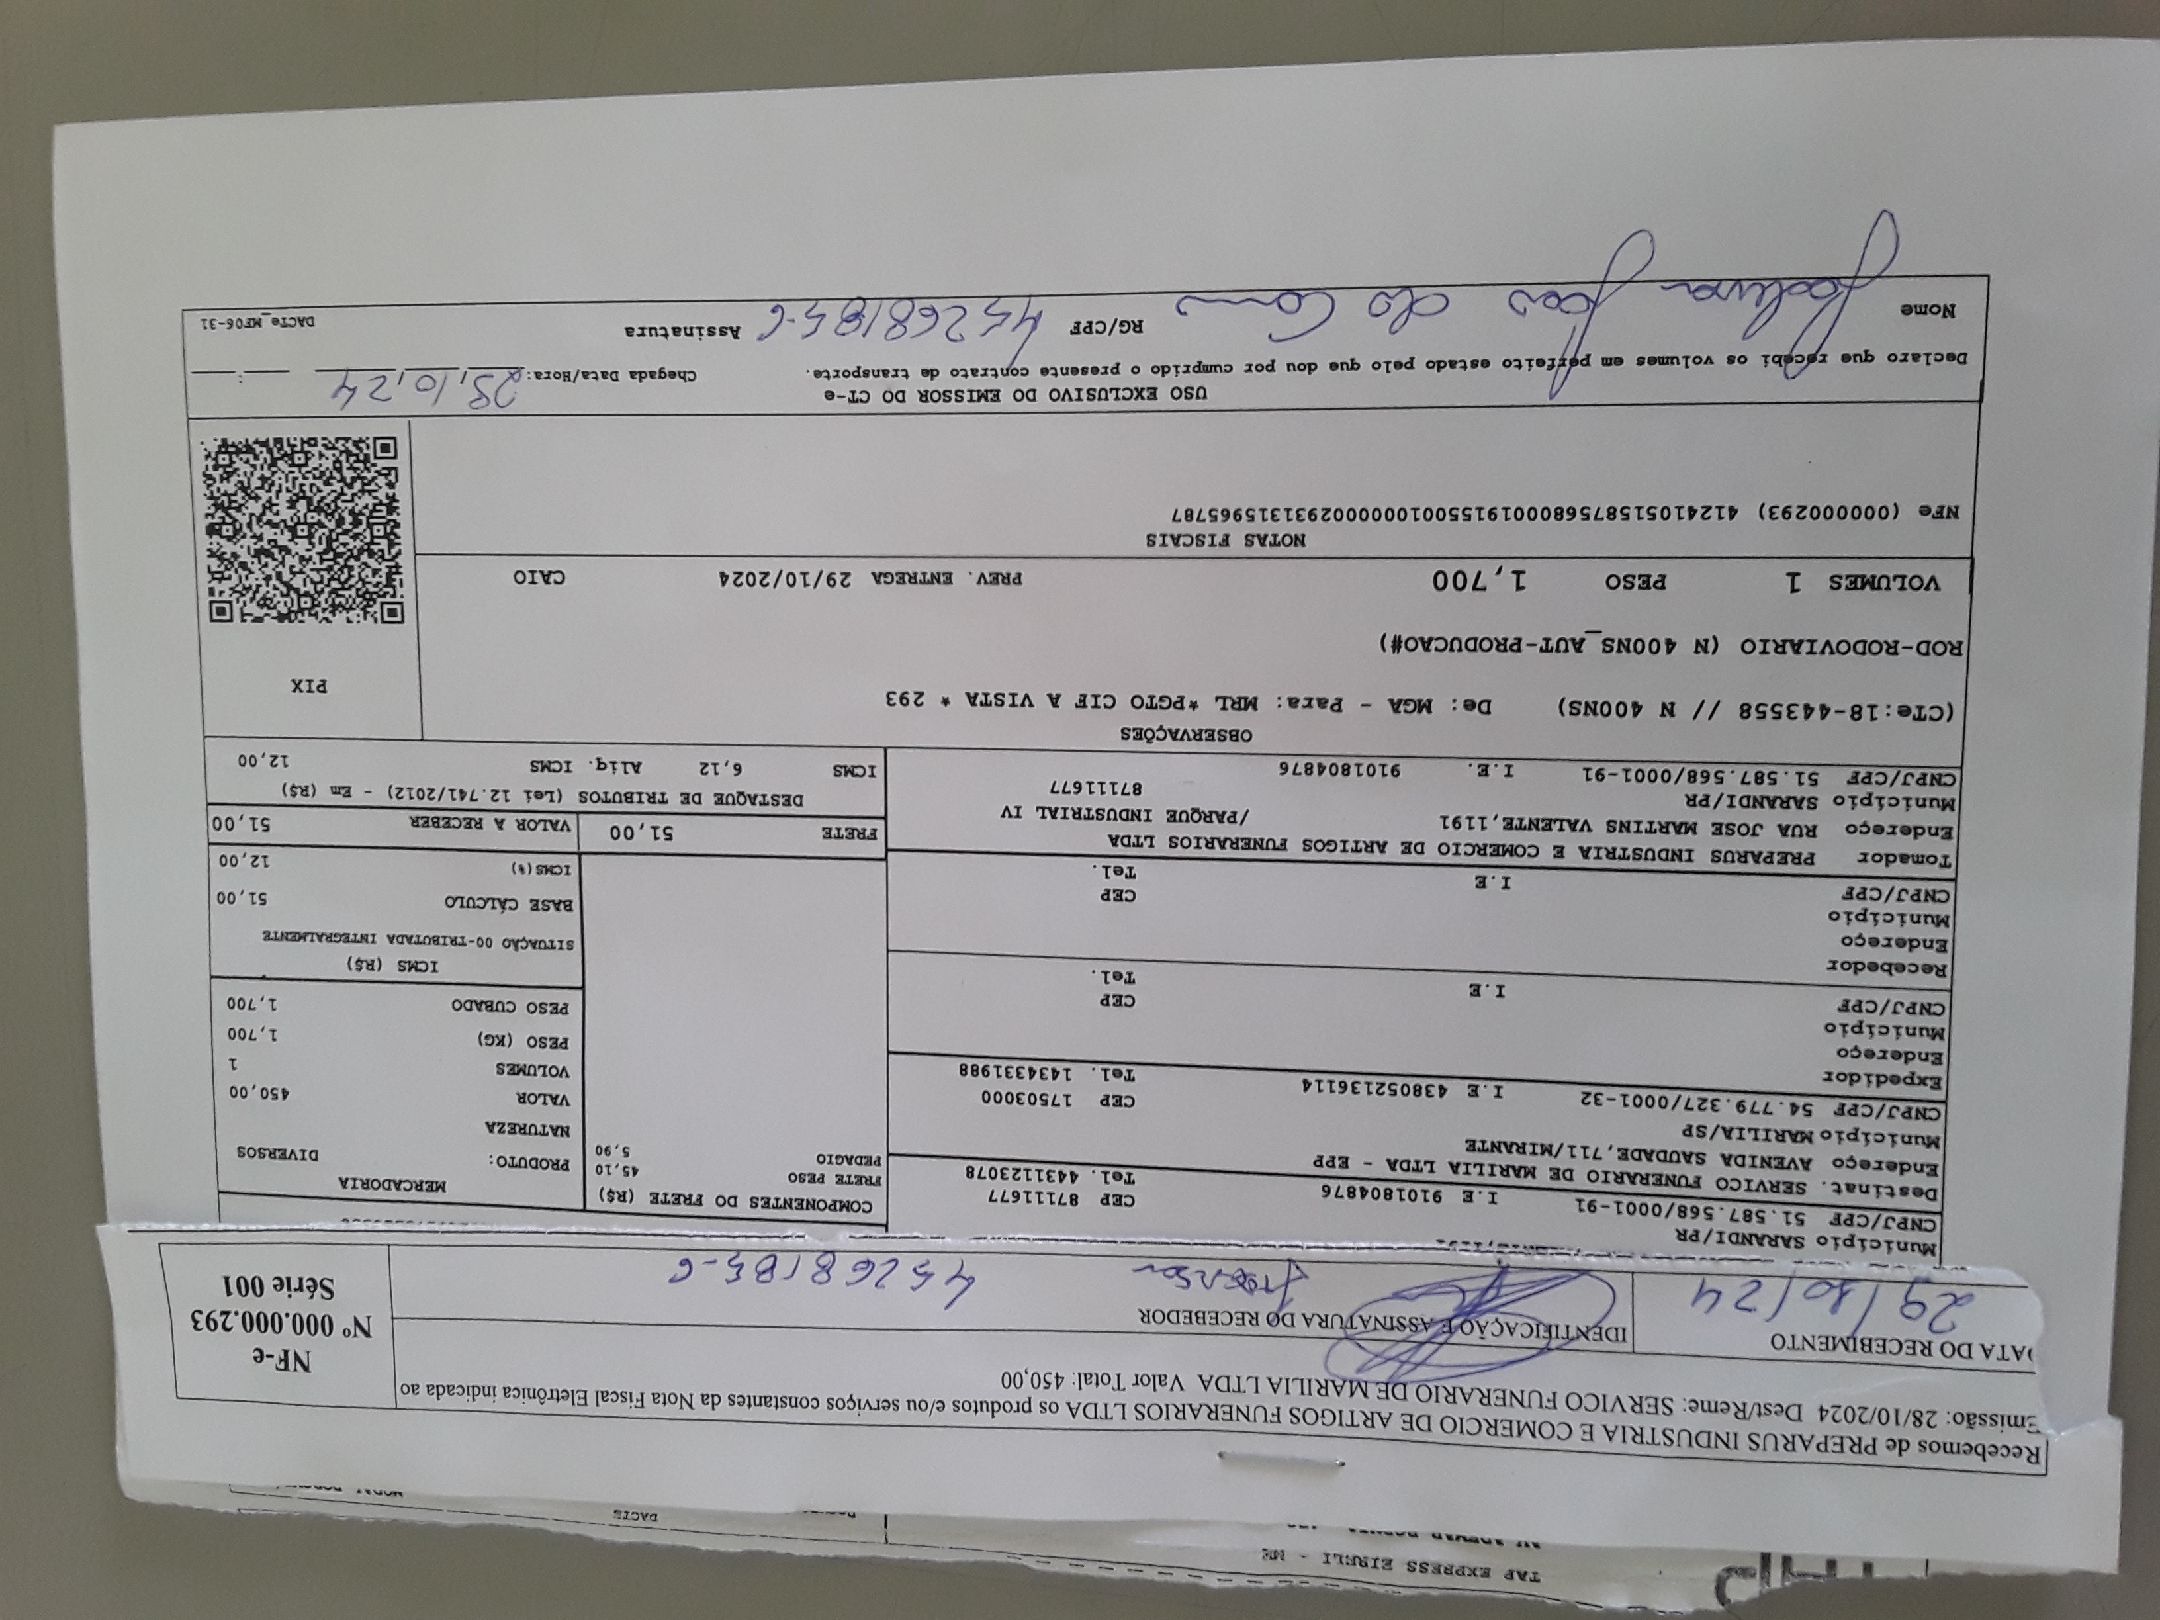 TAP EXPRESS EIRELI - ME
DACTE
Recebemos de PREPARUS INDUSTRIA E COMERCIO DE ARTIGOS FUNERARIOS LTDA os produtos e/ou serviços constantes da Nota Fiscal Eletrônica indicada ao
Emissão: 28/10/2024 Dest/Reme: SERVICO FUNERARIO DE MARILIA LTDA Valor Total: 450,00
NF-e
Nº 000.000.293
Série 001
DATA DO RECEBIMENTO
29/10/24
IDENTIFICAÇÃO E ASSINATURA DO RECEBEDOR
45268185-6
Município SARANDI/PR
CEP 87111677
CNPJ/CPF 51.587.568/0001-91 I.E 9101804876 Tel. 4431123078
Destinat. SERVICO FUNERARIO DE MARILIA LTDA - EPP
Endereço AVENIDA SAUDADE,711/MIRANTE
Município MARILIA/SP CEP 17503000
CNPJ/CPF 54.779.327/0001-32 I.E 438052136114 Tel. 1434331988
Expedidor
Endereço
Município CEP
CNPJ/CPF I.E Tel.
Recebedor
Endereço
Município CEP
CNPJ/CPF I.E Tel.
Tomador PREPARUS INDUSTRIA E COMERCIO DE ARTIGOS FUNERARIOS LTDA
Endereço RUA JOSE MARTINS VALENTE,1191 /PARQUE INDUSTRIAL IV
Município SARANDI/PR 87111677
CNPJ/CPF 51.587.568/0001-91 I.E. 9101804876
COMPONENTES DO FRETE (R$)
FRETE PESO 45,10
PEDAGIO 5,90
FRETE 51,00
MERCADORIA
PRODUTO: DIVERSOS
NATUREZA
VALOR 450,00
VOLUMES 1
PESO (KG) 1,700
PESO CUBADO 1,700
ICMS (R$)
SITUAÇÃO 00-TRIBUTADA INTEGRALMENTE
BASE CÁLCULO 51,00
ICMS(%) 12,00
VALOR A RECEBER 51,00
DESTAQUE DE TRIBUTOS (Lei 12.741/2012) - Em (R$)
ICMS 6,12 Aliq. ICMS 12,00
OBSERVAÇÕES
(CTe:18-443558 // N 400NS) De: MGA - Para: MRL *PGTO CIF A VISTA * 293
ROD-RODOVIARIO (N 400NS_AUT-PRODUCAO#)
PIX
VOLUMES 1 PESO 1,700 PREV. ENTREGA 29/10/2024 CAIO
NOTAS FISCAIS
NFe (000000293) 41241051587568000191550010000002931315965787
USO EXCLUSIVO DO EMISSOR DO CT-e
Declaro que recebi os volumes em perfeito estado pelo que dou por cumprido o presente contrato de transporte.
Chegada Data/Hora: 29,10,24 :
Nome RG/CPF 45268185-6 Assinatura
DACTe_MF06-31